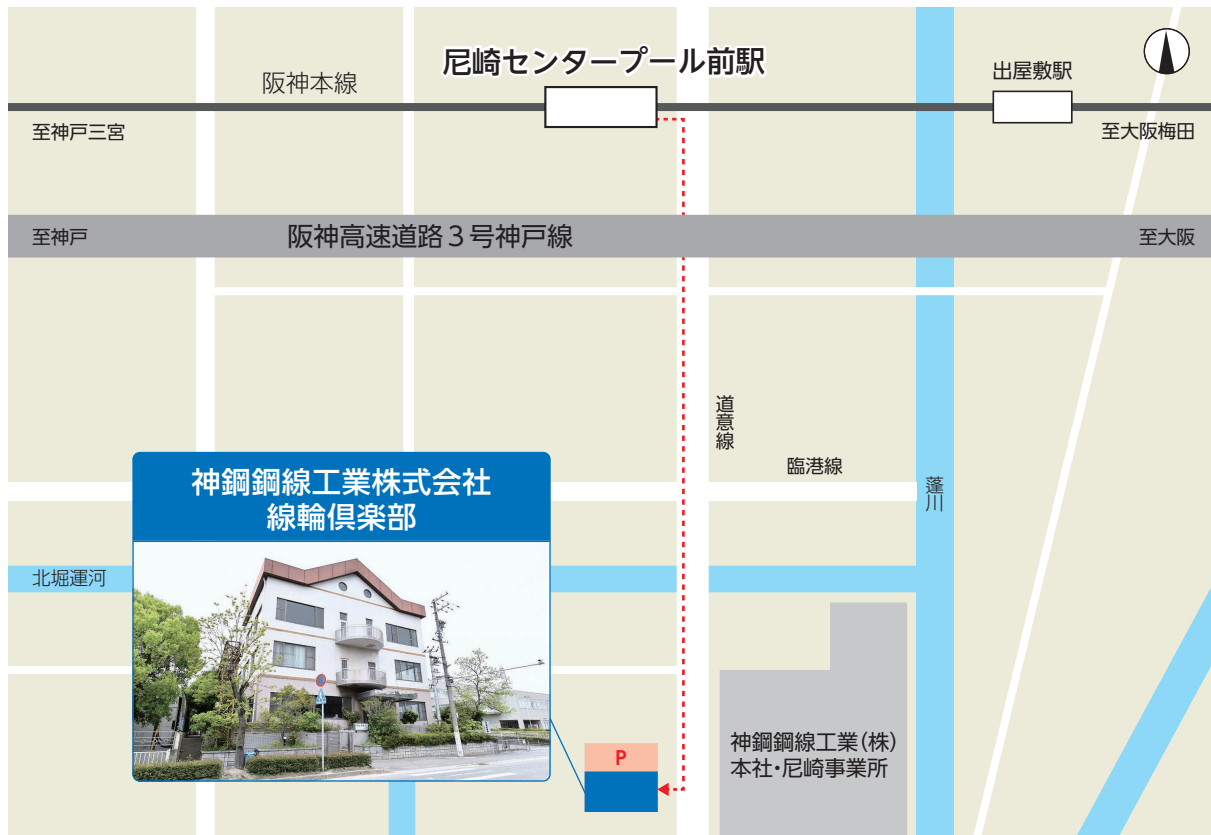 尼崎センタープール前駅
出屋敷駅
阪神本線
至神戸三宮
至大阪梅田
至神戸
阪神高速道路3号神戸線
至大阪
道意線
臨港線
蓬川
神鋼鋼線工業株式会社
線輪倶楽部
北堀運河
P
神鋼鋼線工業(株)
本社・尼崎事業所